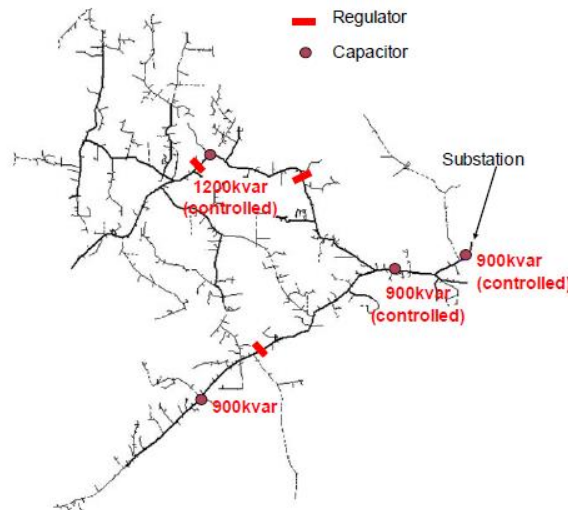 Regulator
Capacitor
Substation
1200kvar
(controlled)
900kvar
(controlled)
900kvar
(controlled)
900kvar